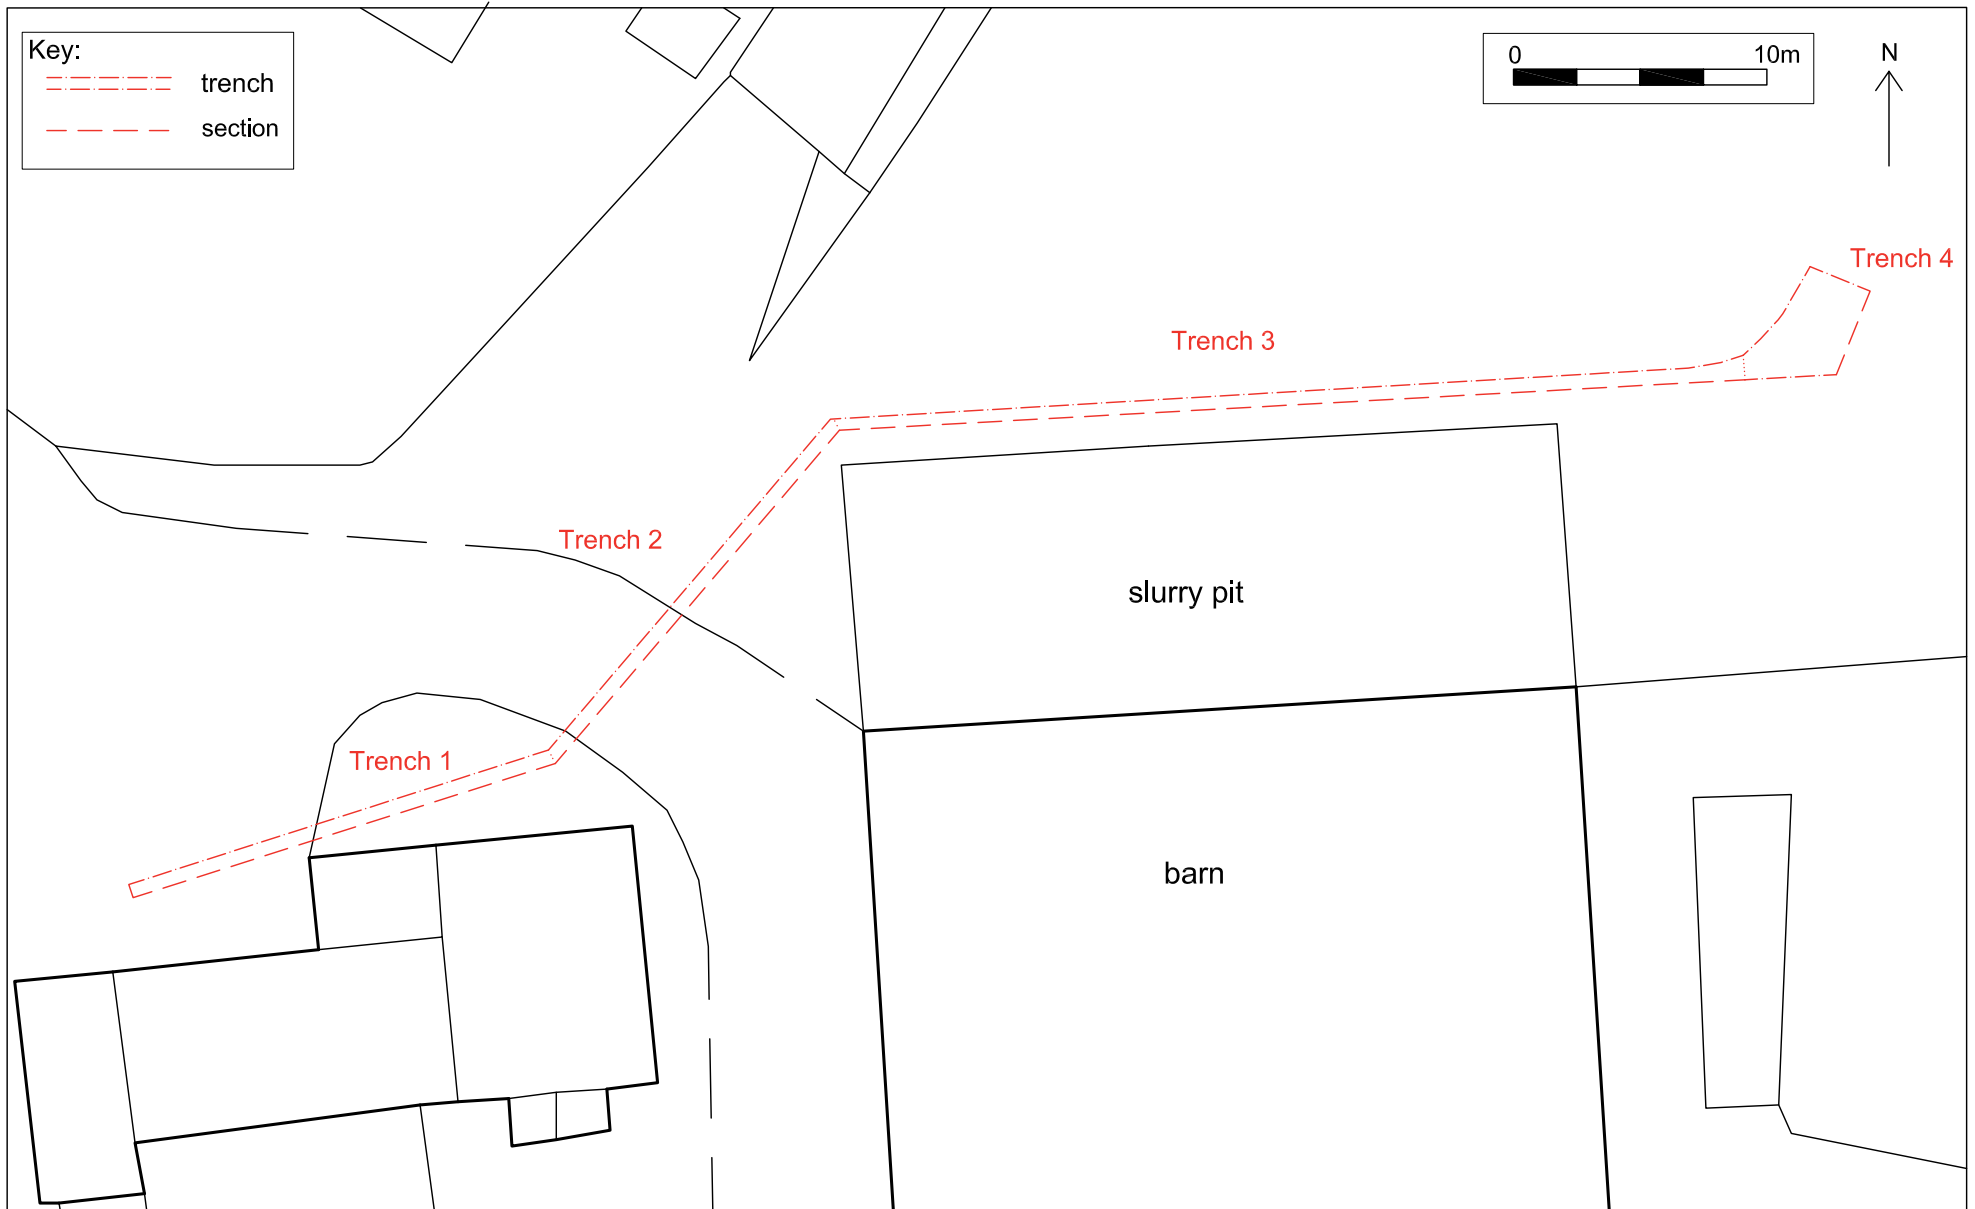 Key:
trench
section
0 10m
N
Trench 4
Trench 3
Trench 2
slurry pit
Trench 1
barn